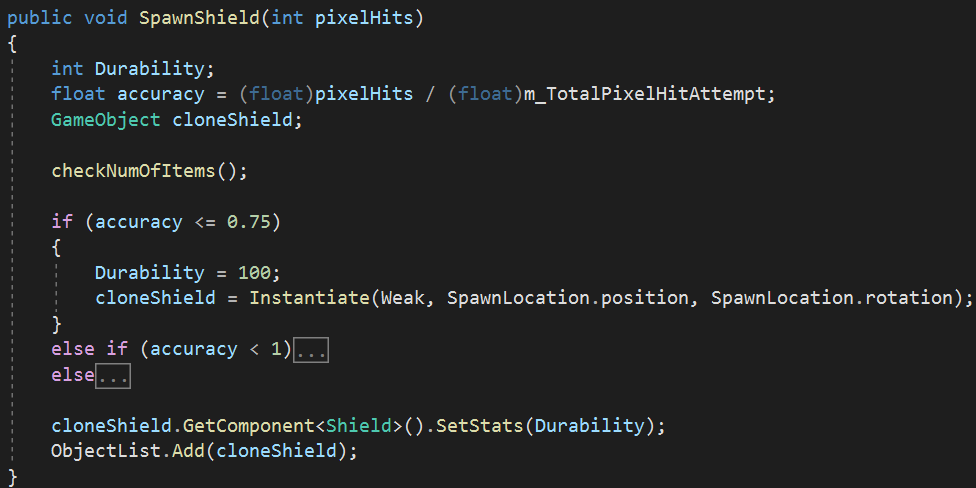 public void SpawnShield(int pixelHits)
{
int Durability;
float accuracy = (float)pixelHits / (float)m_TotalPixelHitAttempt;
GameObject cloneShield;
checkNumOfItems();
if (accuracy <= 0.75)
{
Durability = 100;
cloneShield = Instantiate(Weak, SpawnLocation.position, SpawnLocation.rotation);
}
else if (accuracy < 1)...
else...
cloneShield.GetComponent<Shield>().SetStats(Durability);
ObjectList.Add(cloneShield);
}